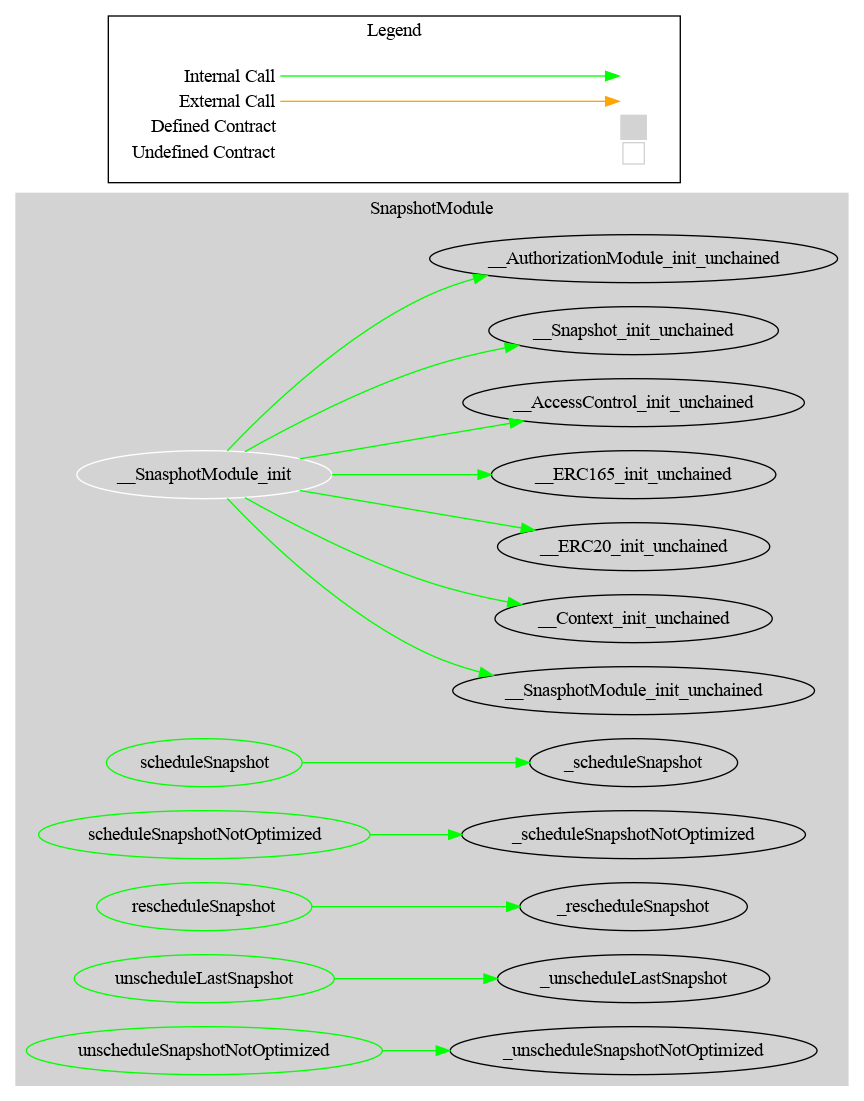 Legend
Internal Call
External Call
Defined Contract
Undefined Contract
SnapshotModule
__AuthorizationModule_init_unchained
__Snapshot_init_unchained
__AccessControl_init_unchained
__SnasphotModule_init
__ERC165_init_unchained
__ERC20_init_unchained
__Context_init_unchained
__SnasphotModule_init_unchained
scheduleSnapshot
_scheduleSnapshot
scheduleSnapshotNotOptimized
_scheduleSnapshotNotOptimized
rescheduleSnapshot
_rescheduleSnapshot
unscheduleLastSnapshot
_unscheduleLastSnapshot
unscheduleSnapshotNotOptimized
_unscheduleSnapshotNotOptimized